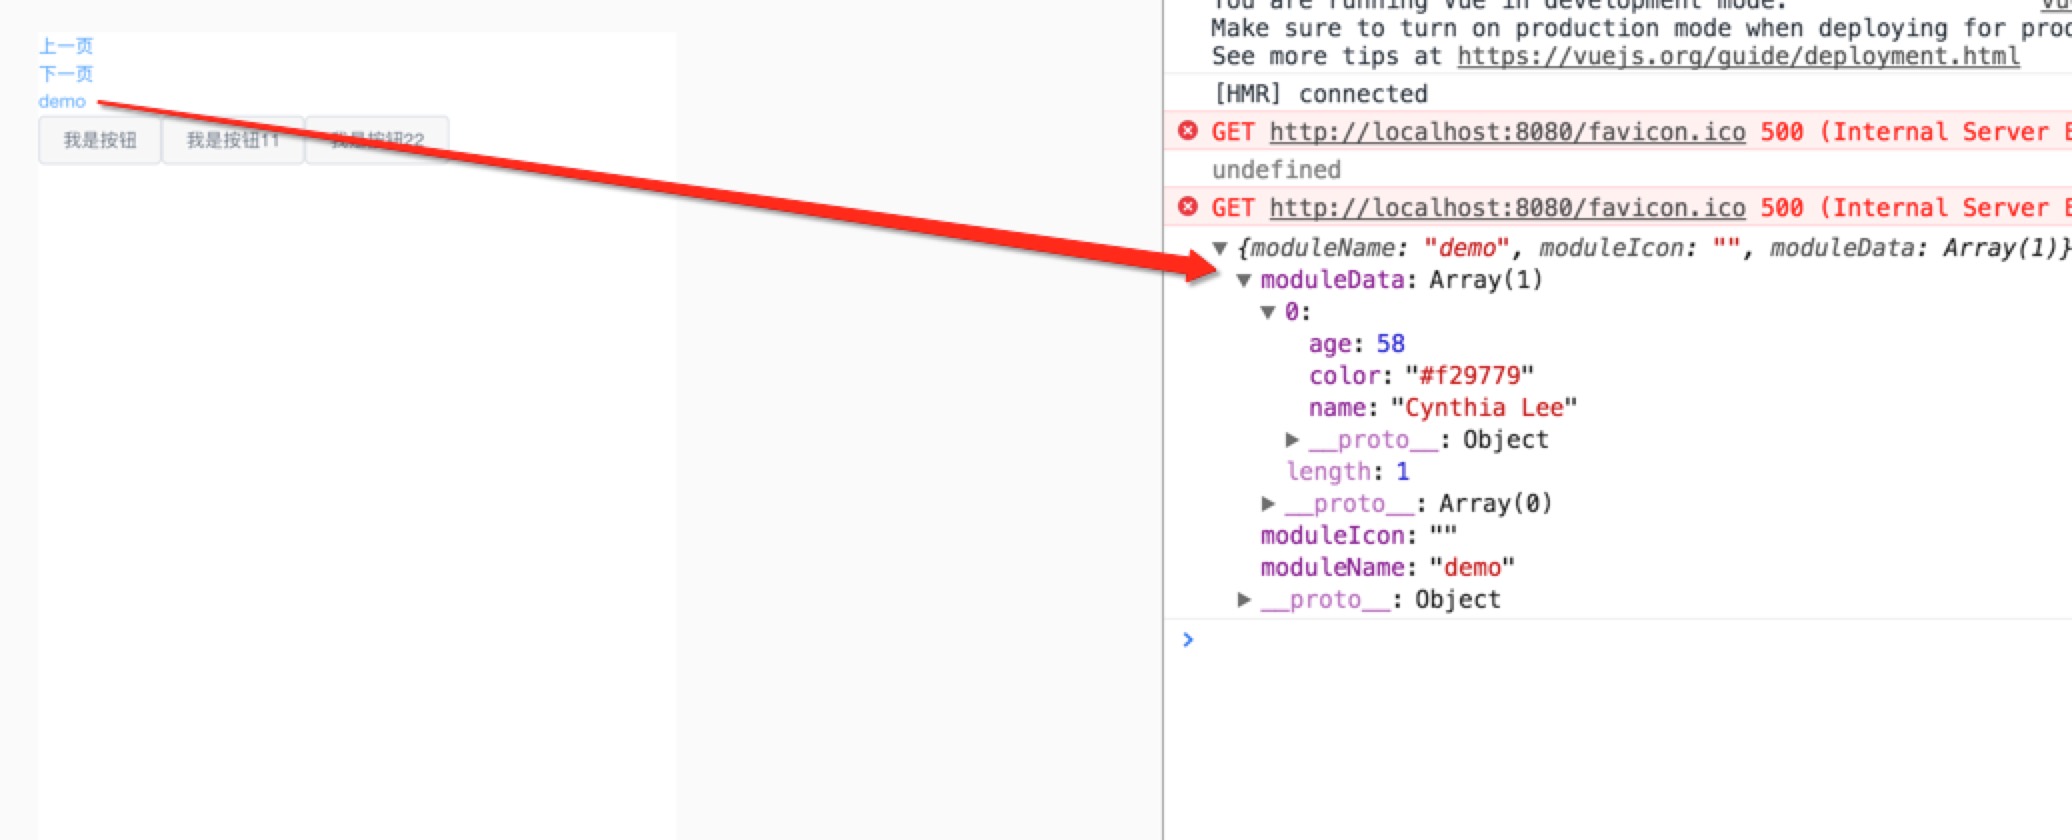 上一页
下一页
demo
我是按钮 我是按钮11 我是按钮22
You are running Vue in development mode.
Make sure to turn on production mode when deploying for
See more tips at https://vuejs.org/guide/deployment.html
[HMR] connected
GET http://localhost:8080/favicon.ico 500 (Internal Server
undefined
GET http://localhost:8080/favicon.ico 500 (Internal Server
▼ {moduleName: "demo", moduleIcon: "", moduleData: Array(1)}
▼ moduleData: Array(1)
▼ 0:
age: 58
color: "#f29779"
name: "Cynthia Lee"
▶ __proto__: Object
length: 1
▶ __proto__: Array(0)
moduleIcon: ""
moduleName: "demo"
▶ __proto__: Object
>